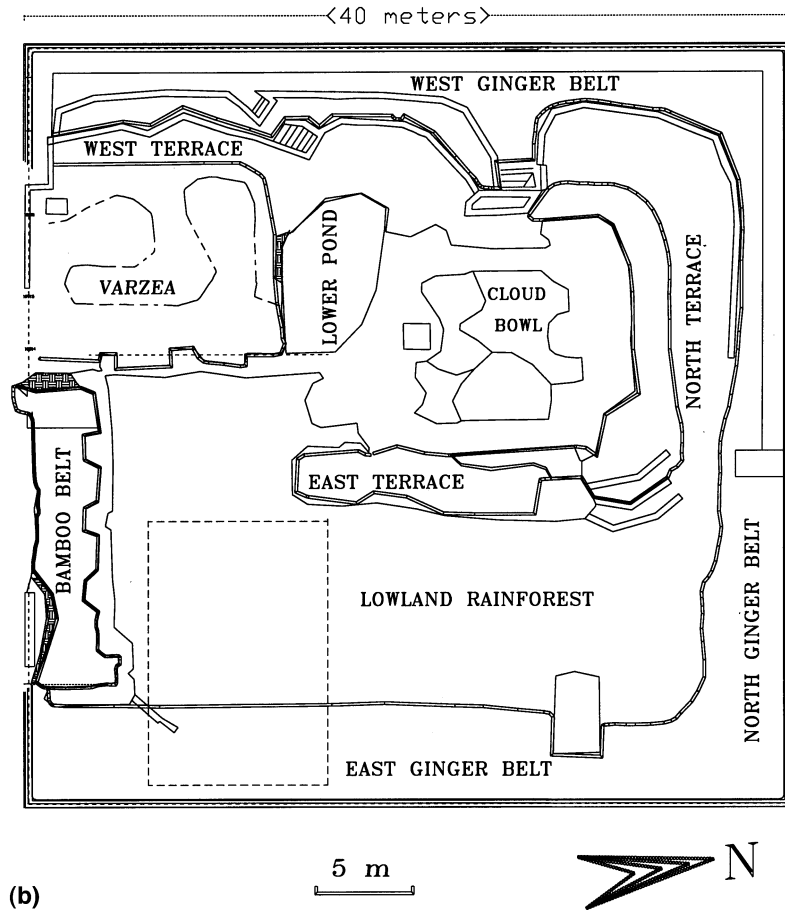 <40 meters>
WEST GINGER BELT
WEST TERRACE
LOWER POND
VARZEA
CLOUD
BOWL
NORTH TERRACE
EAST TERRACE
BAMBOO BELT
LOWLAND RAINFOREST
NORTH GINGER BELT
EAST GINGER BELT
5 m
N
(b)